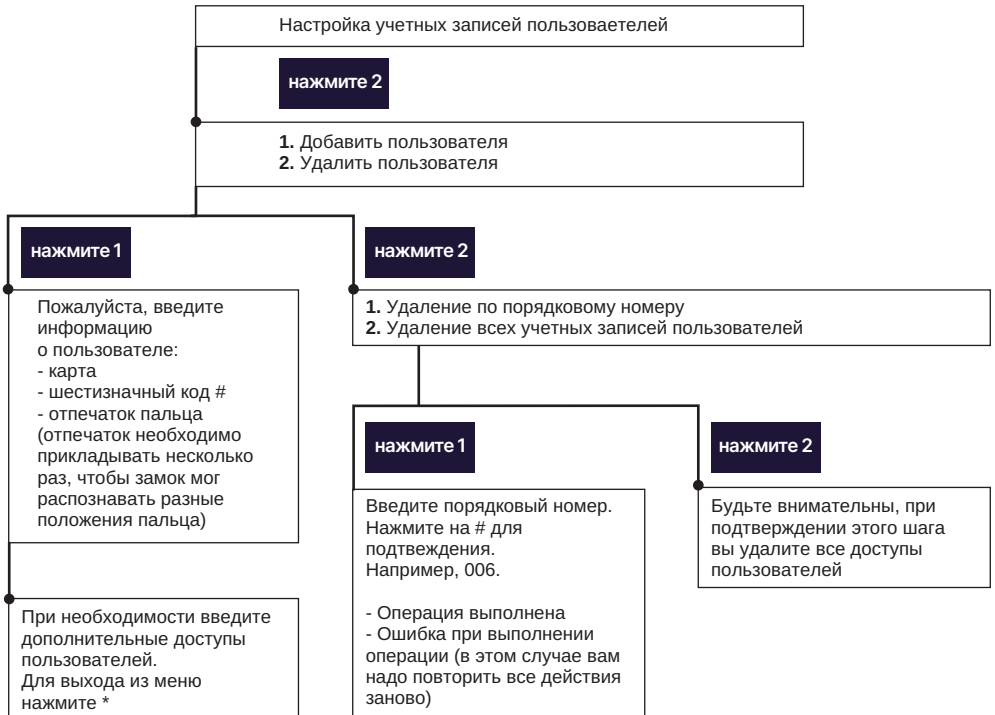 Настройка учетных записей пользоваетелей
нажмите 2
1. Добавить пользователя
2. Удалить пользователя
нажмите 1
Пожалуйста, введите
информацию
о пользователе:
- карта
- шестизначный код #
- отпечаток пальца
(отпечаток необходимо
прикладывать несколько
раз, чтобы замок мог
распознавать разные
положения пальца)
При необходимости введите
дополнительные доступы
пользователей.
Для выхода из меню
нажмите *
нажмите 2
1. Удаление по порядковому номеру
2. Удаление всех учетных записей пользователей
нажмите 1
Введите порядковый номер.
Нажмите на # для
подтвеждения.
Например, 006.
- Операция выполнена
- Ошибка при выполнении
операции (в этом случае вам
надо повторить все действия
заново)
нажмите 2
Будьте внимательны, при
подтверждении этого шага
вы удалите все доступы
пользователей